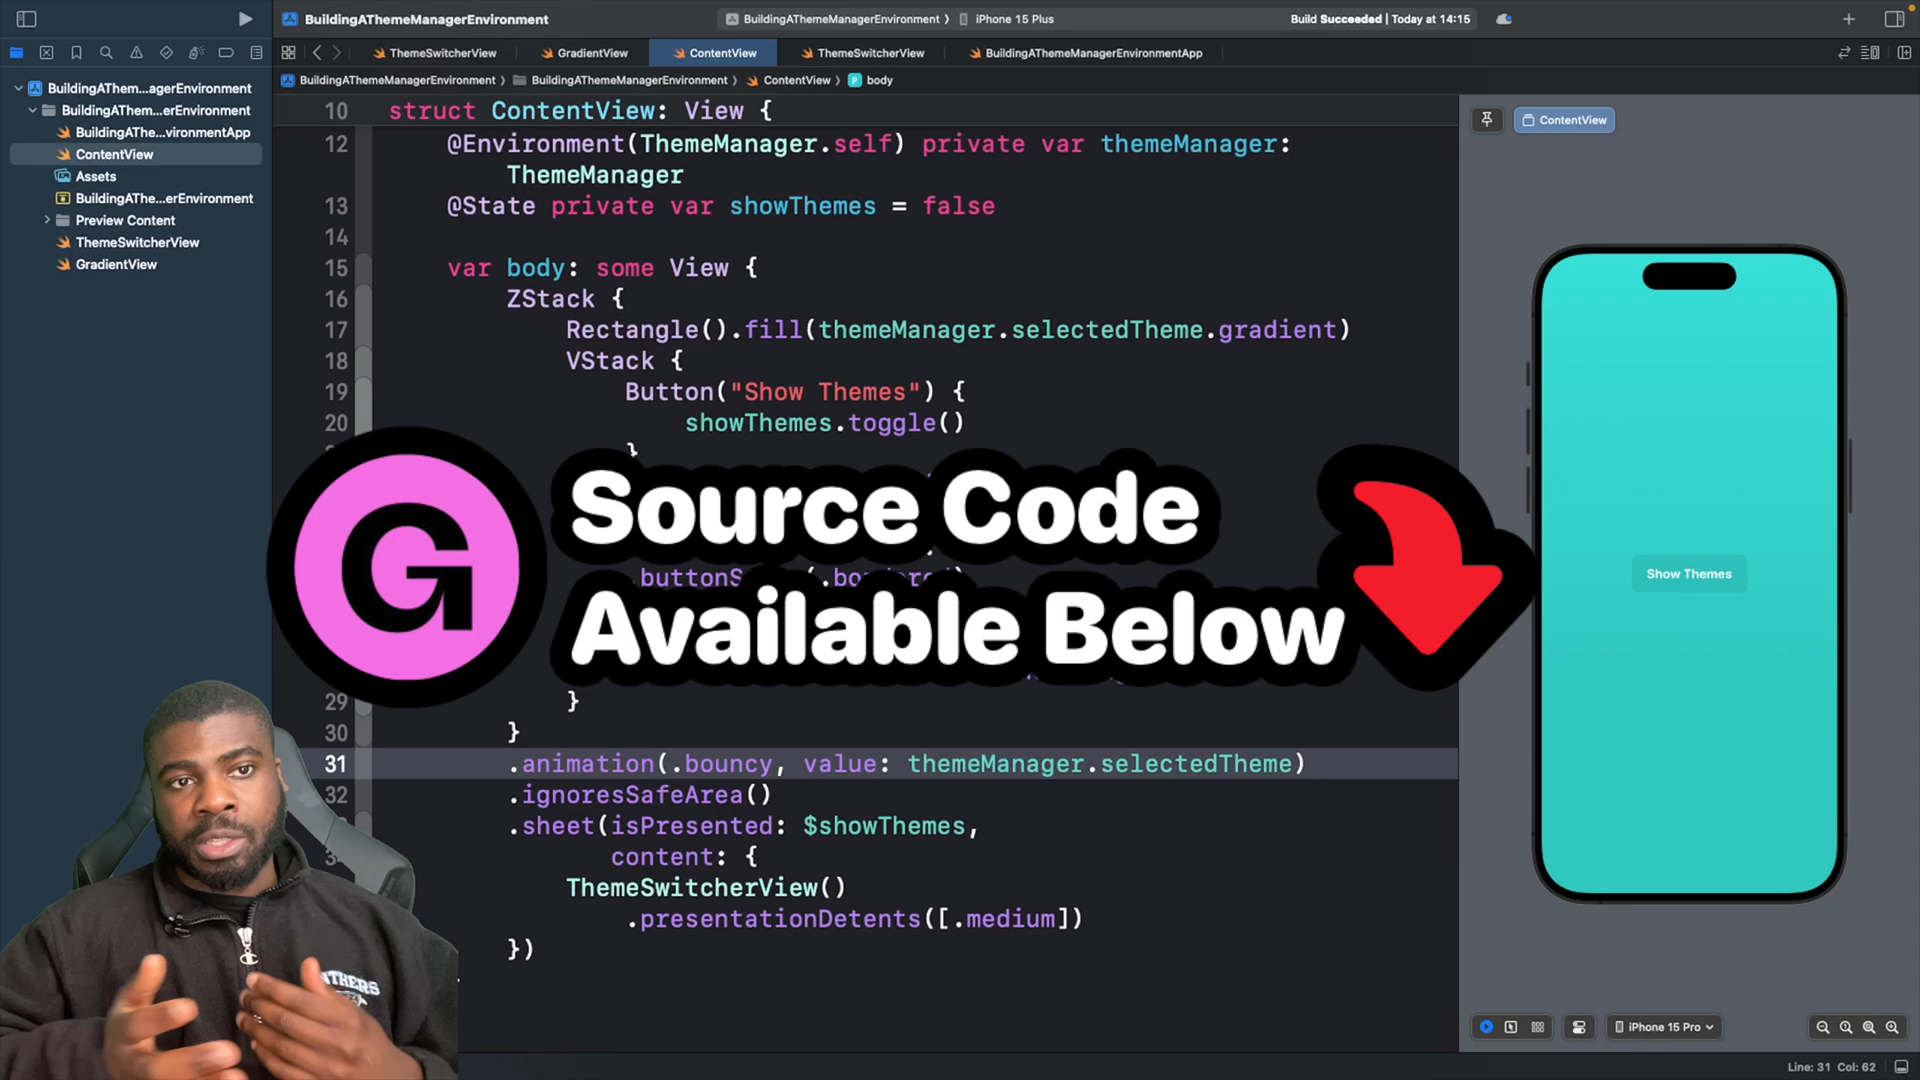 BuildingAThemeManagerEnvironment
BuildingAThemeManagerEnvironment
iPhone 15 Plus
Build Succeeded | Today at 14:15
ThemeSwitcherView
GradientView
ContentView
ThemeSwitcherView
BuildingAThemeManagerEnvironmentApp
BuildingAThemeManagerEnvironment
BuildingAThemeManagerEnvironment
ContentView
body
BuildingAThem...agerEnvironment
BuildingAThem...erEnvironment
BuildingAThe...vironmentApp
ContentView
Assets
BuildingAThe...erEnvironment
Preview Content
ThemeSwitcherView
GradientView
10 struct ContentView: View {
12 @Environment(ThemeManager.self) private var themeManager:
ThemeManager
13 @State private var showThemes = false
14
15 var body: some View {
16 ZStack {
17 Rectangle().fill(themeManager.selectedTheme.gradient)
18 VStack {
19 Button("Show Themes") {
20 showThemes.toggle()
}
G
Source Code
Available Below
29 }
30 }
31 .animation(.bouncy, value: themeManager.selectedTheme)
32 .ignoresSafeArea()
.sheet(isPresented: $showThemes,
content: {
ThemeSwitcherView()
.presentationDetents([.medium])
})
ContentView
Show Themes
iPhone 15 Pro
Line: 31 Col: 62